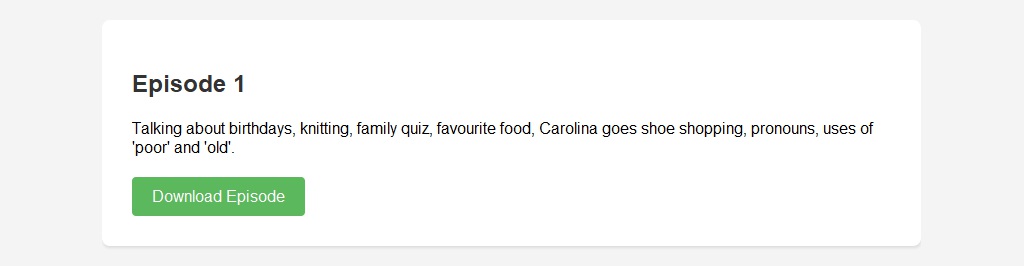 Episode 1
Talking about birthdays, knitting, family quiz, favourite food, Carolina goes shoe shopping, pronouns, uses of
'poor' and 'old'.
Download Episode